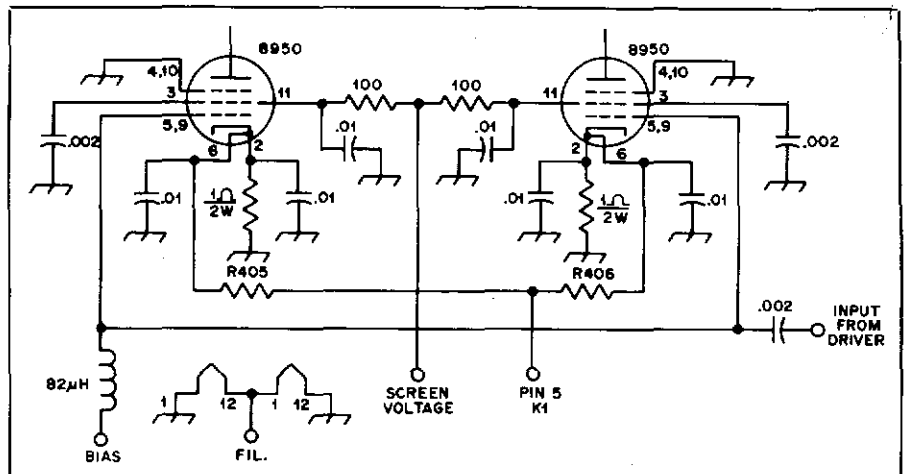 8950
8950
4,10
3
5,9
6
2
11
100
100
11
4,10
3
5,9
2
6
.002
.01
.01
.002
.01
.01
.01
.01
1Ω
2W
1Ω
2W
R405
R406
.002
INPUT
FROM
DRIVER
82μH
1
12
1
12
BIAS
FIL.
SCREEN
VOLTAGE
PIN 5
K1